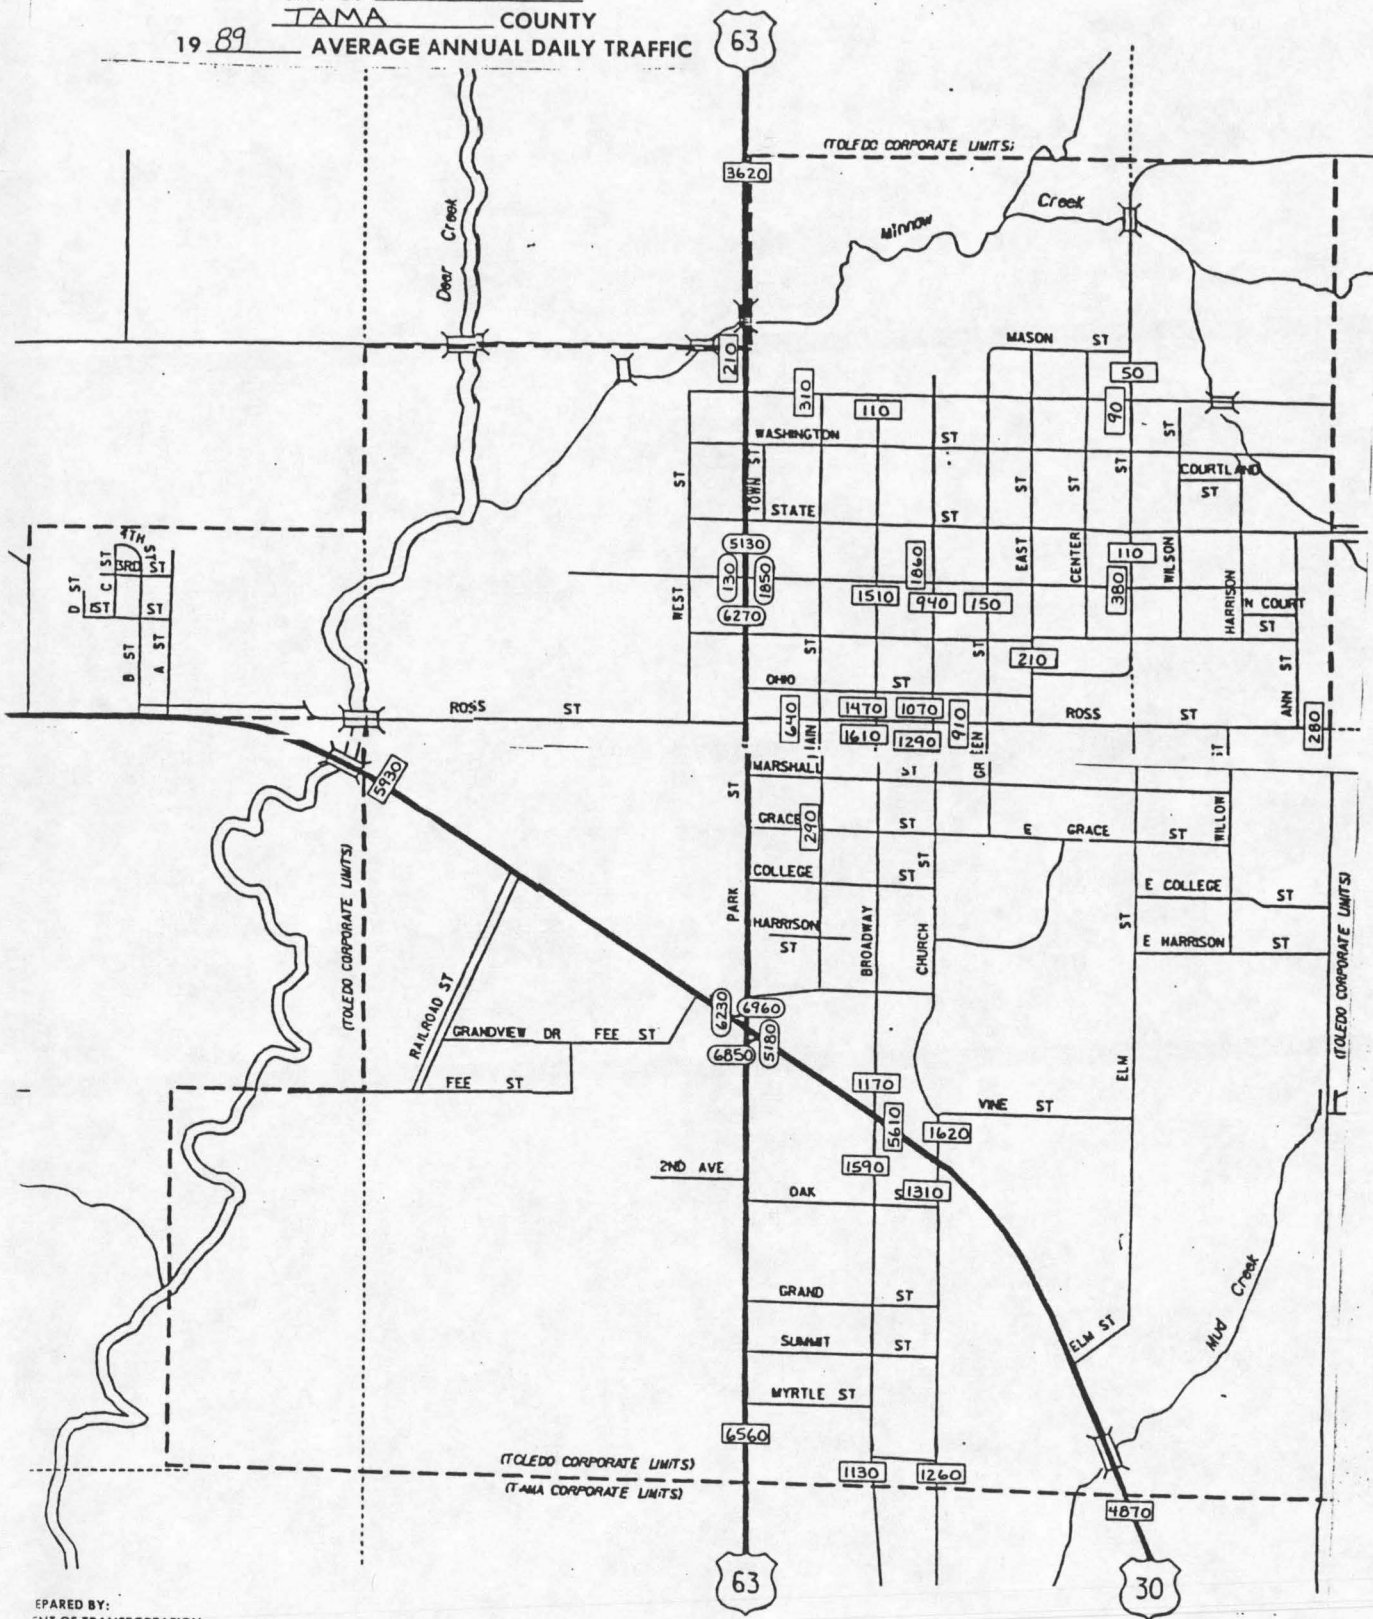 TAMA COUNTY
19 89 AVERAGE ANNUAL DAILY TRAFFIC
63
(TOLEDO CORPORATE LIMITS)
3620
Deer Creek
Minnow Creek
210
MASON ST
50
310
110
90
WASHINGTON ST
ST
TOWN ST
ST
COURTLAND
ST
STATE ST
ST
ST
ST
4TH
ST
3RD ST
C ST
D ST
1ST ST
B ST
A ST
5130
130
1850
6270
WEST
1860
1510
940
150
EAST
CENTER
110
380
WILSON
HARRISON
N COURT
ST
ST
ST
210
OHIO ST
ANN ST
ROSS ST
640
1470
1070
910
1610
1290
ROSS ST
280
5930
MARSHALL ST
GREEN
ST
ST
GRACE ST
290
E GRACE ST
WILLOW
COLLEGE ST
ST
E COLLEGE ST
PARK
HARRISON
ST
BROADWAY
CHURCH
ST
E HARRISON ST
(TOLEDO CORPORATE LIMITS)
(TOLEDO CORPORATE LIMITS)
RAILROAD ST
6230
6960
GRANDVIEW DR FEE ST
6850
5180
FEE ST
1170
ELM
VINE ST
5610
1620
1590
2ND AVE
OAK
1310
GRAND ST
ELM ST
Mud Creek
SUMMIT ST
MYRTLE ST
6560
(TOLEDO CORPORATE LIMITS)
(TAMA CORPORATE LIMITS)
1130
1260
4870
63
30
EPARED BY: